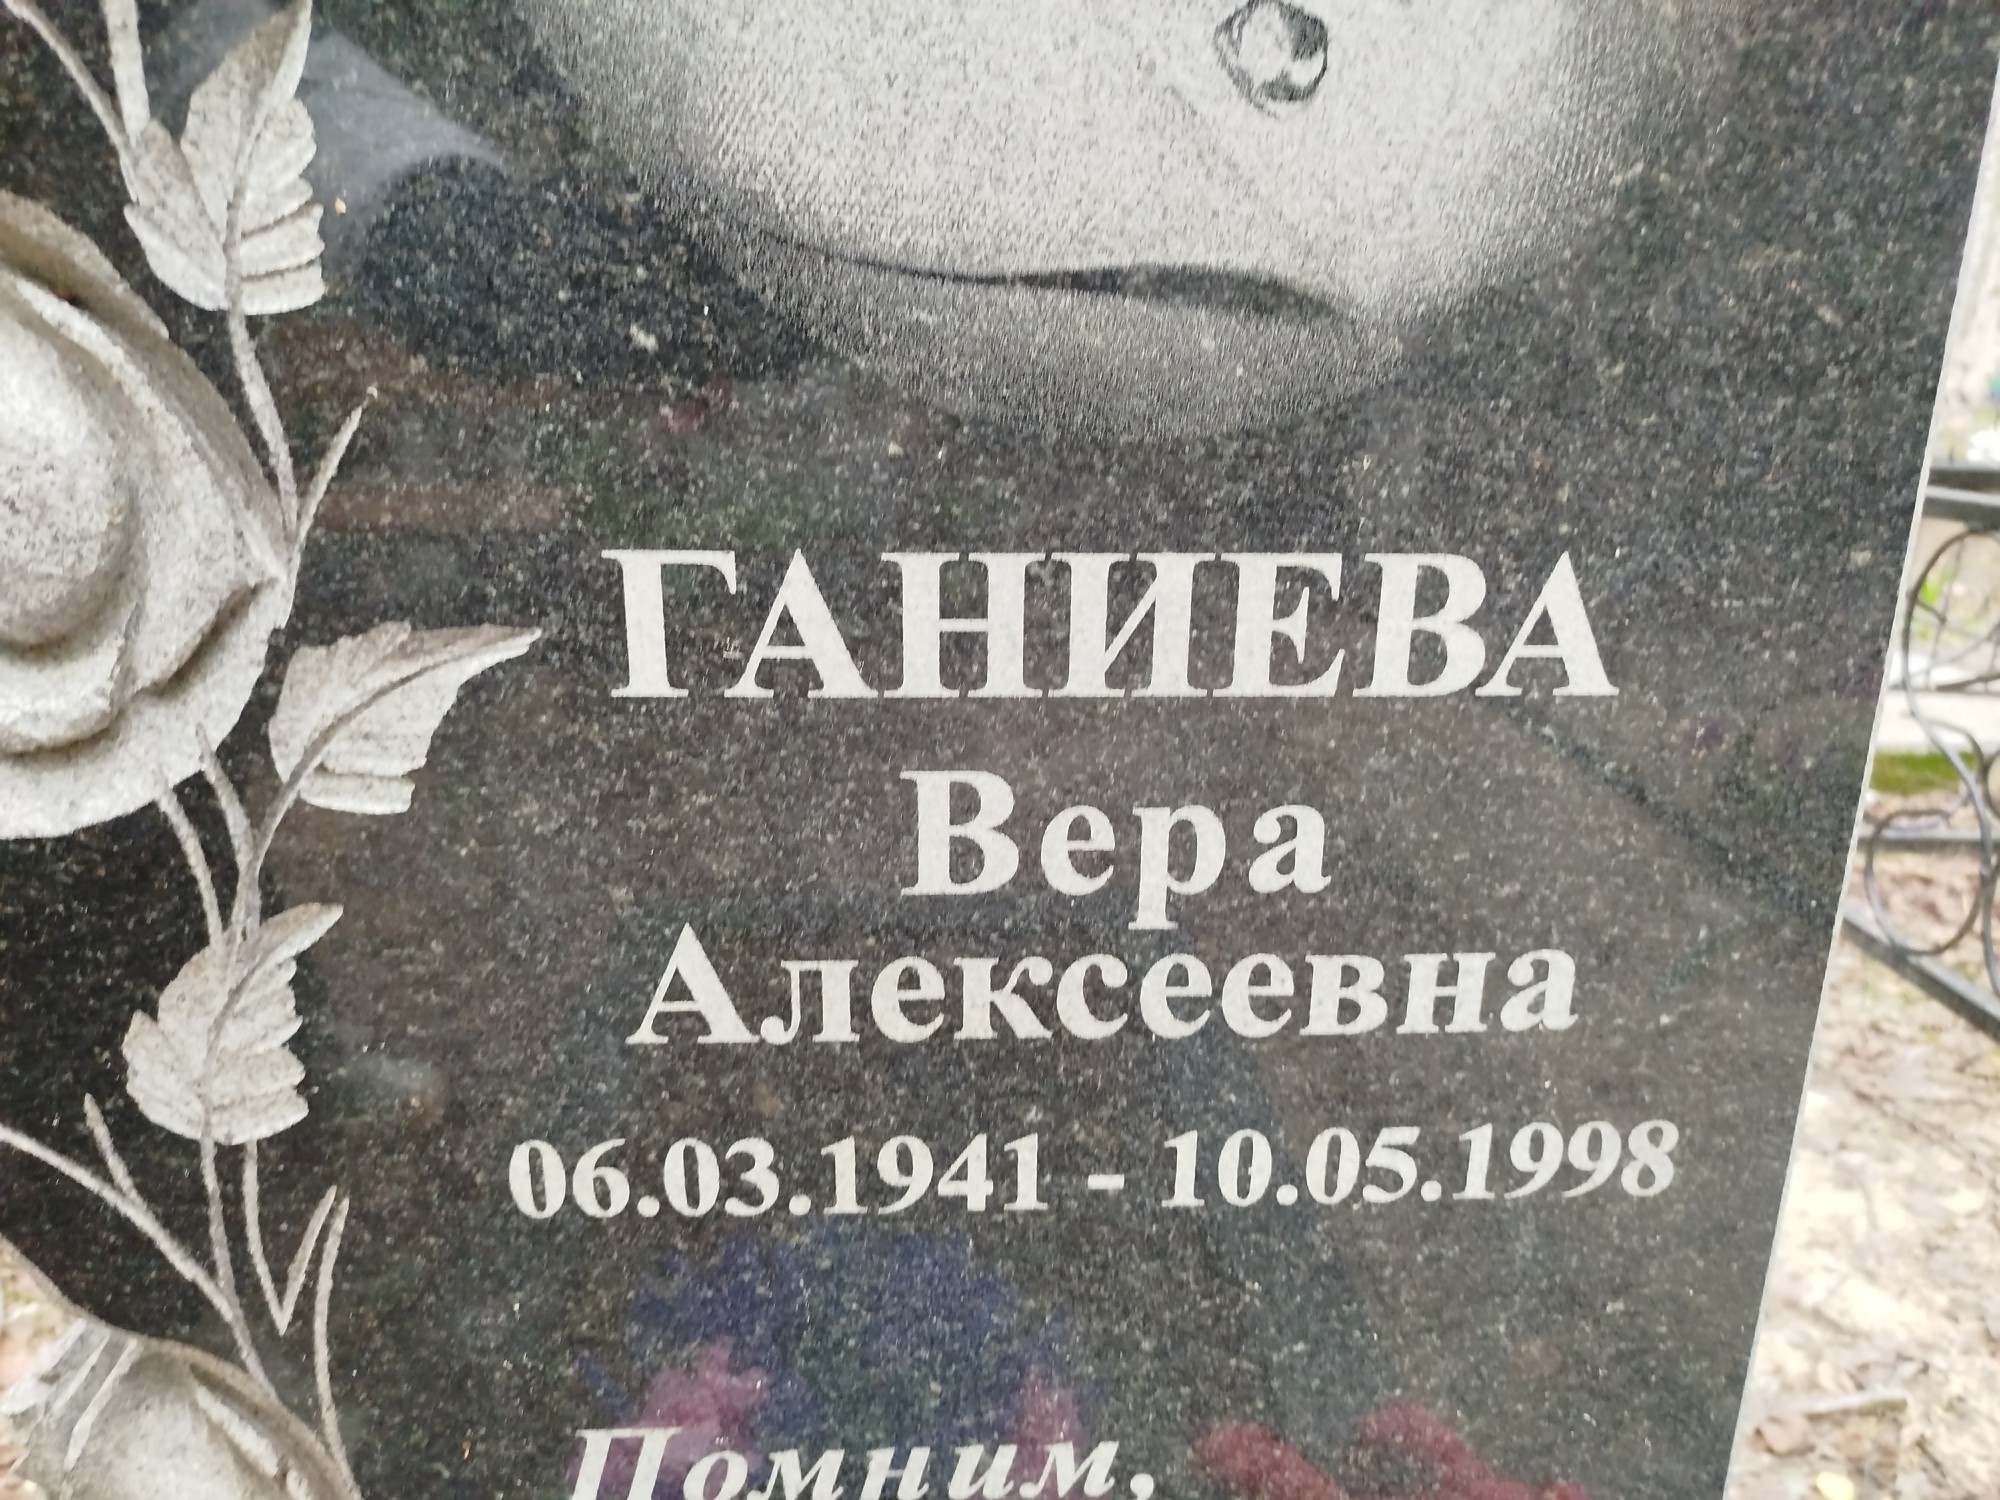 ГАНИЕВА
Вера
Алексеевна
06.03.1941 - 10.05.1998
Помним,